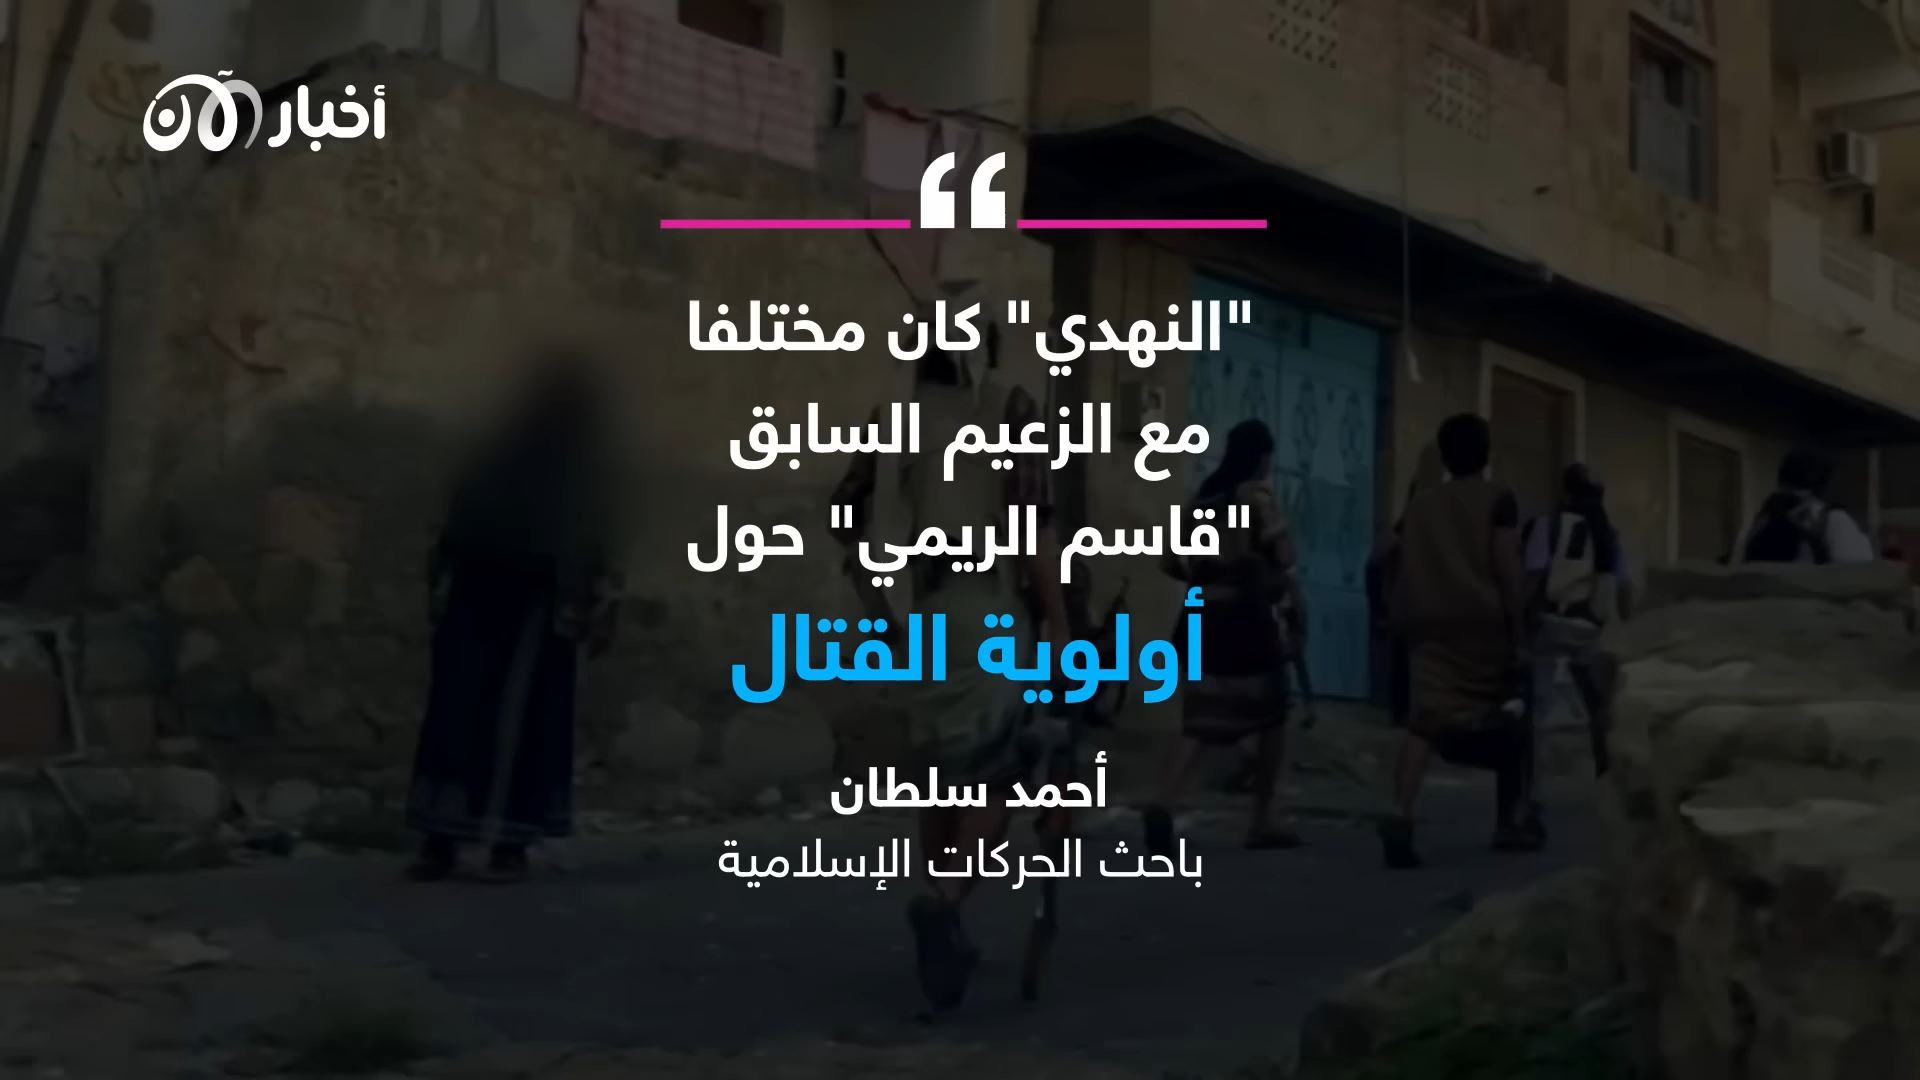 أخبار الآن
"النهدي" كان مختلفا
مع الزعيم السابق
"قاسم الريمي" حول
أولوية القتال
أحمد سلطان
باحث الحركات الإسلامية